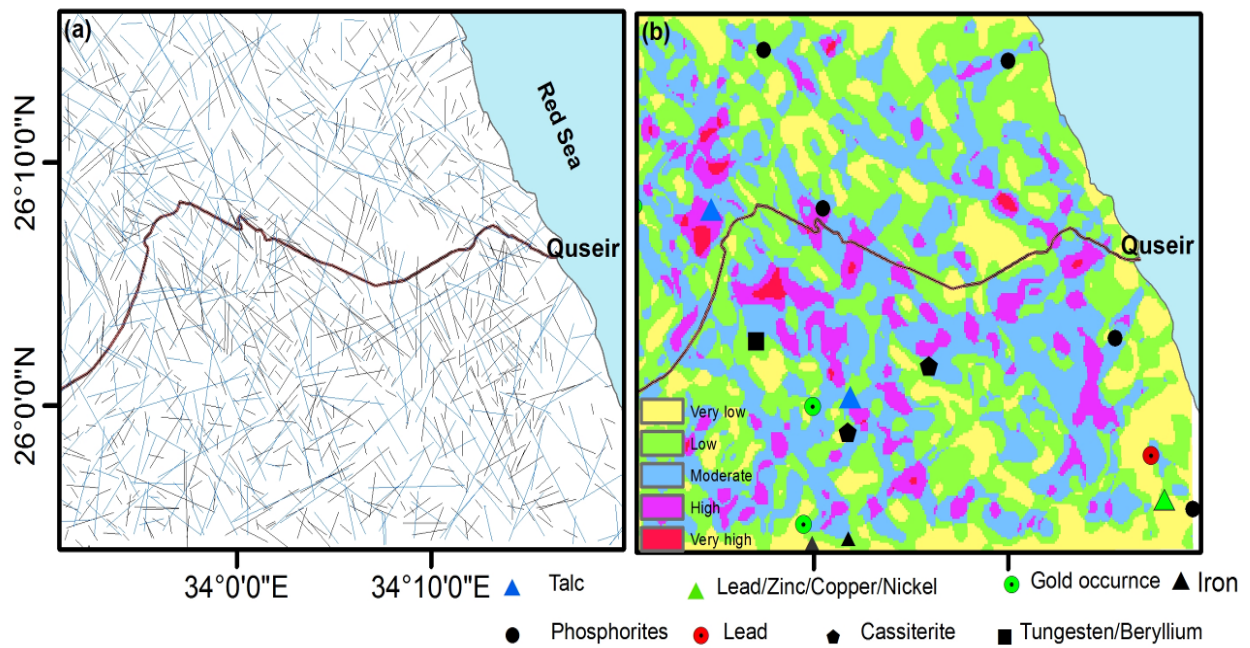 (a)
Red Sea
Quseir
26°10'0"N
26°0'0"N
34°0'0"E
34°10'0"E
(b)
Quseir
Very low
Low
Moderate
High
Very high
Talc
Lead/Zinc/Copper/Nickel
Gold occurnce
Iron
Phosphorites
Lead
Cassiterite
Tungesten/Beryllium